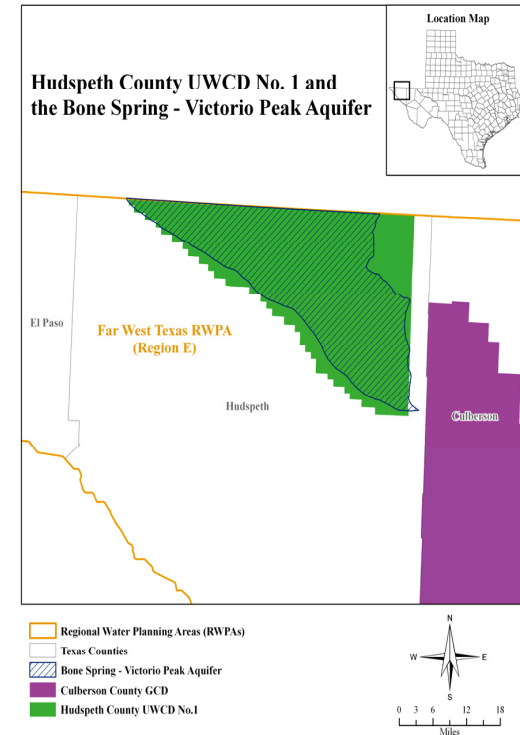 Location Map
Hudspeth County UWCD No. 1 and
the Bone Spring - Victorio Peak Aquifer
El Paso
Far West Texas RWPA
(Region E)
Hudspeth
Culberson
Regional Water Planning Areas (RWPAs)
Texas Counties
Bone Spring - Victorio Peak Aquifer
Culberson County GCD
Hudspeth County UWCD No.1
N
W E
S
0 3 6 12 18
Miles